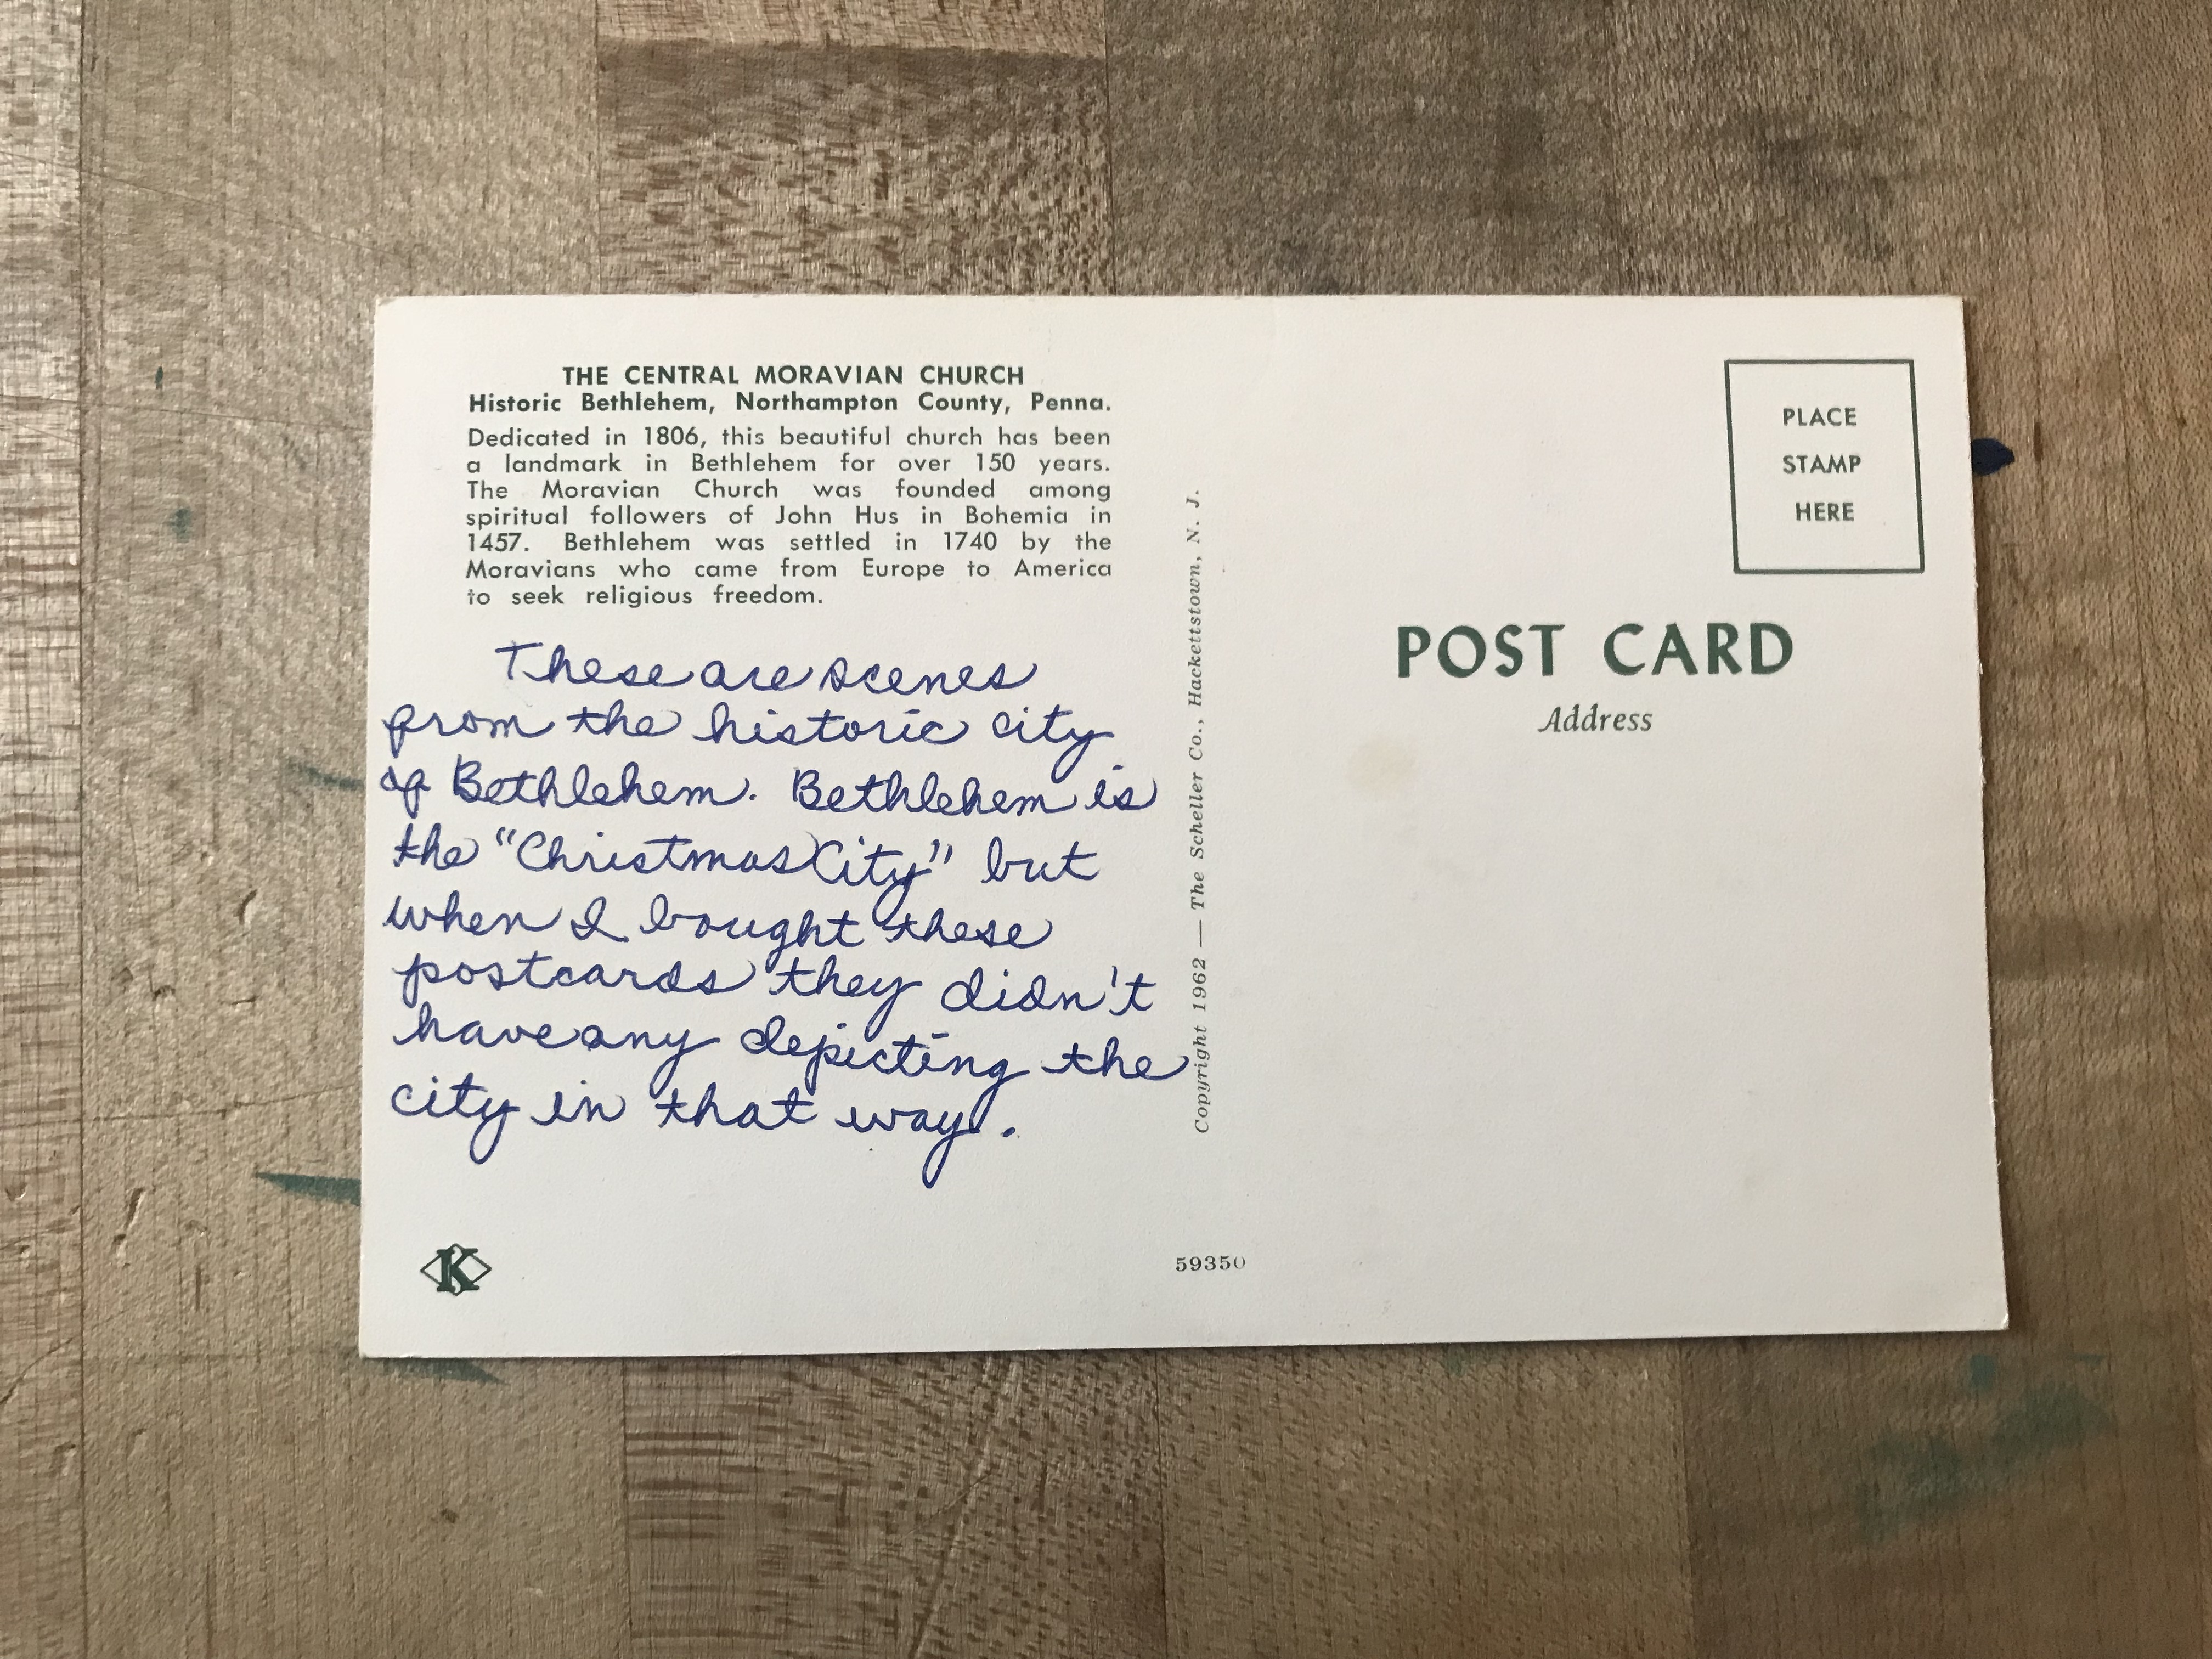 THE CENTRAL MORAVIAN CHURCH
Historic Bethlehem, Northampton County, Penna.
Dedicated in 1806, this beautiful church has been
a landmark in Bethlehem for over 150 years.
The Moravian Church was founded among
spiritual followers of John Hus in Bohemia in
1457. Bethlehem was settled in 1740 by the
Moravians who came from Europe to America
to seek religious freedom.
These are scenes
from the historic city
of Bethlehem. Bethlehem is
the "Christmas City" but
when I bought these
postcards they didn't
have any depicting the
city in that way.
K
Copyright 1962 — The Scheller Co., Hackettstown, N. J.
59350
PLACE
STAMP
HERE
POST CARD
Address